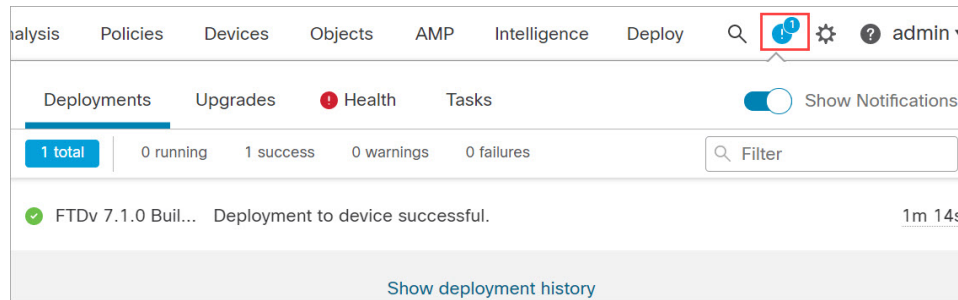 nalysis Policies Devices Objects AMP Intelligence Deploy 1 admin
Deployments Upgrades Health Tasks Show Notifications
1 total 0 running 1 success 0 warnings 0 failures Filter
FTDv 7.1.0 Buil... Deployment to device successful. 1m 14s
Show deployment history